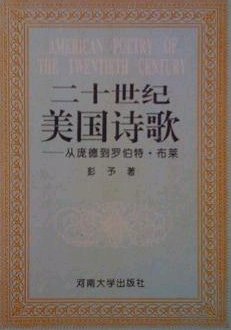 AMERICAN POETRY OF
THE TWENTIETH CENTURY
二十世纪
美国诗歌
——从庞德到罗伯特·布莱
彭予 著
河南大学出版社